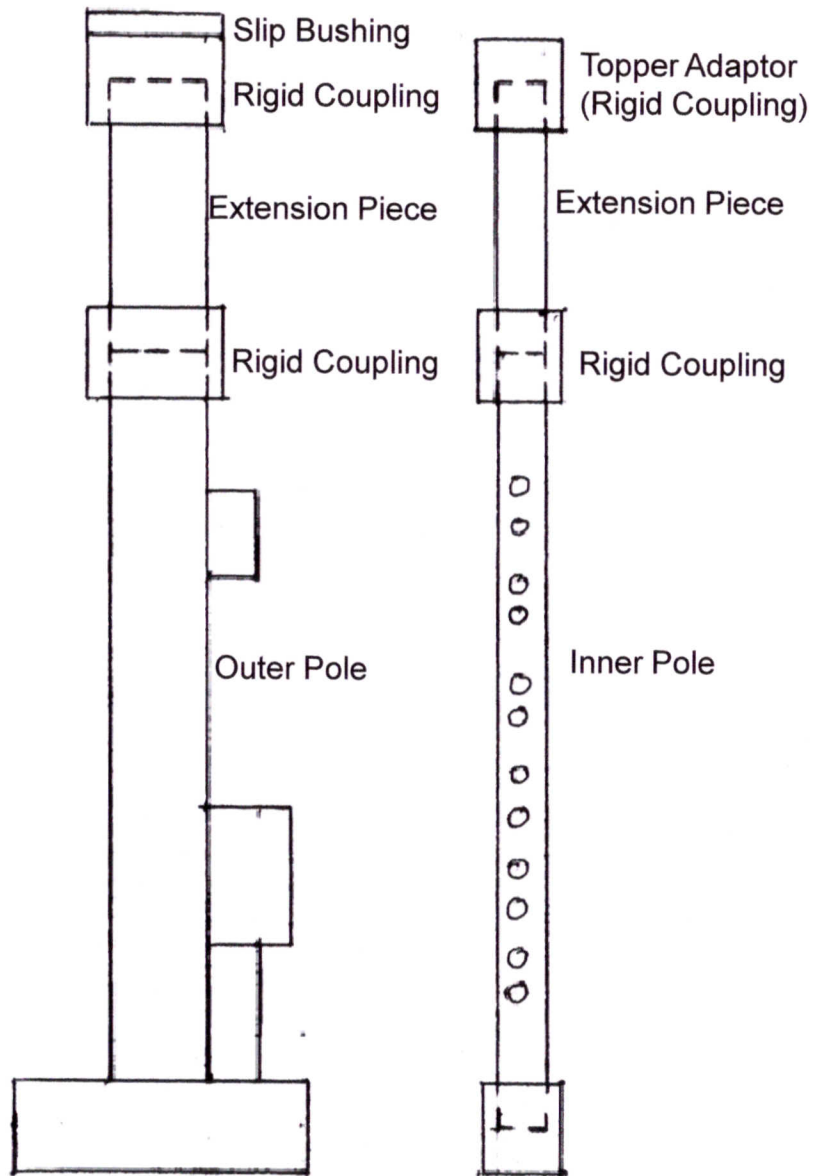 Slip Bushing
Rigid Coupling
Extension Piece
Rigid Coupling
Outer Pole
Topper Adaptor
(Rigid Coupling)
Extension Piece
Rigid Coupling
Inner Pole